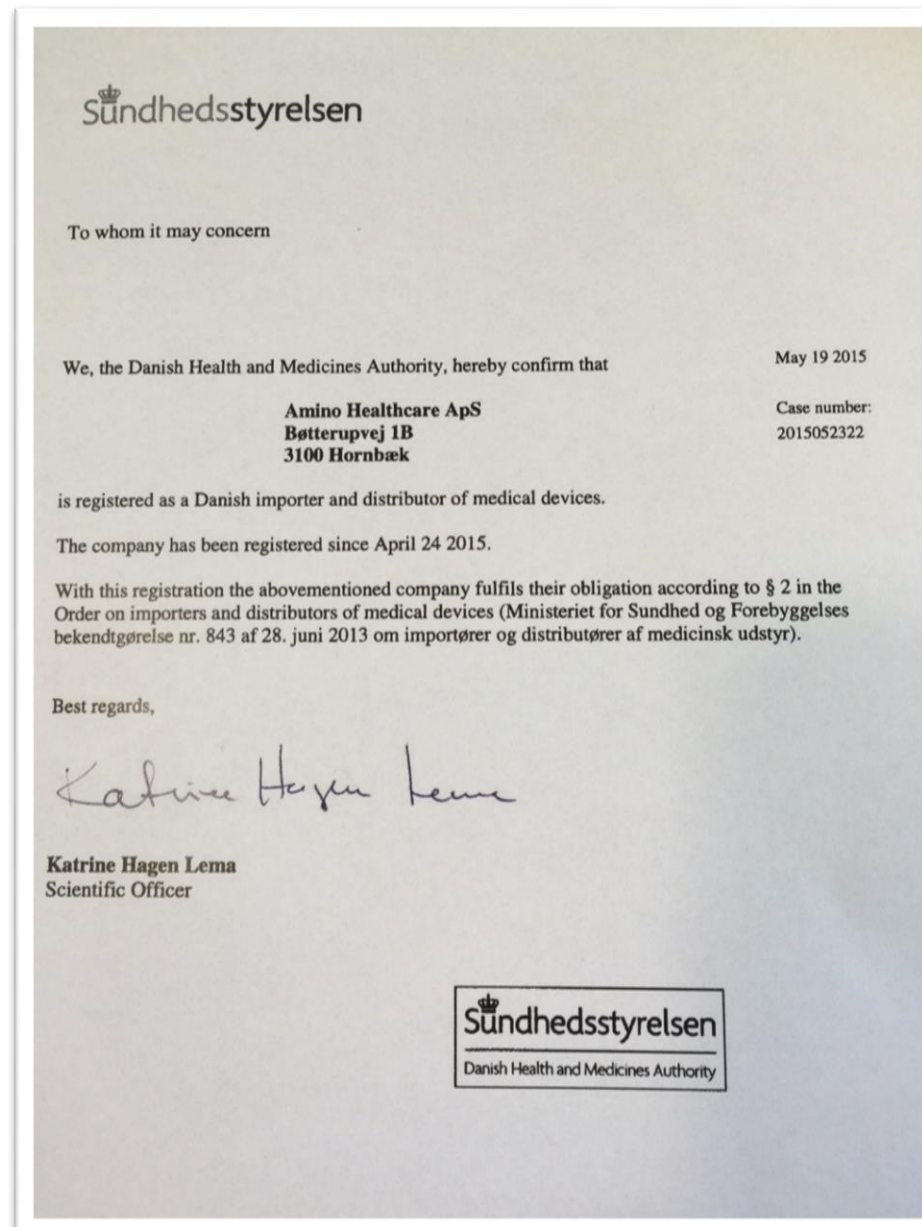 Sundhedsstyrelsen
To whom it may concern
We, the Danish Health and Medicines Authority, hereby confirm that
May 19 2015
Amino Healthcare ApS
Bøtterupvej 1B
3100 Hornbæk
Case number:
2015052322
is registered as a Danish importer and distributor of medical devices.
The company has been registered since April 24 2015.
With this registration the abovementioned company fulfils their obligation according to § 2 in the
Order on importers and distributors of medical devices (Ministeriet for Sundhed og Forebyggelses
bekendtgørelse nr. 843 af 28. juni 2013 om importører og distributører af medicinsk udstyr).
Best regards,
Katrine Hagen Lema
Katrine Hagen Lema
Scientific Officer
Sundhedsstyrelsen
Danish Health and Medicines Authority